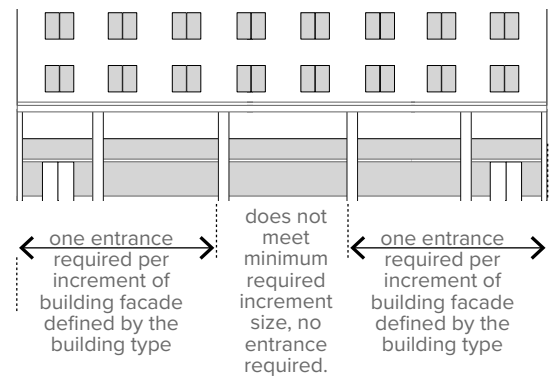 one entrance
required per
increment of
building facade
defined by the
building type
does not
meet
minimum
required
increment
size, no
entrance
required.
one entrance
required per
increment of
building facade
defined by the
building type